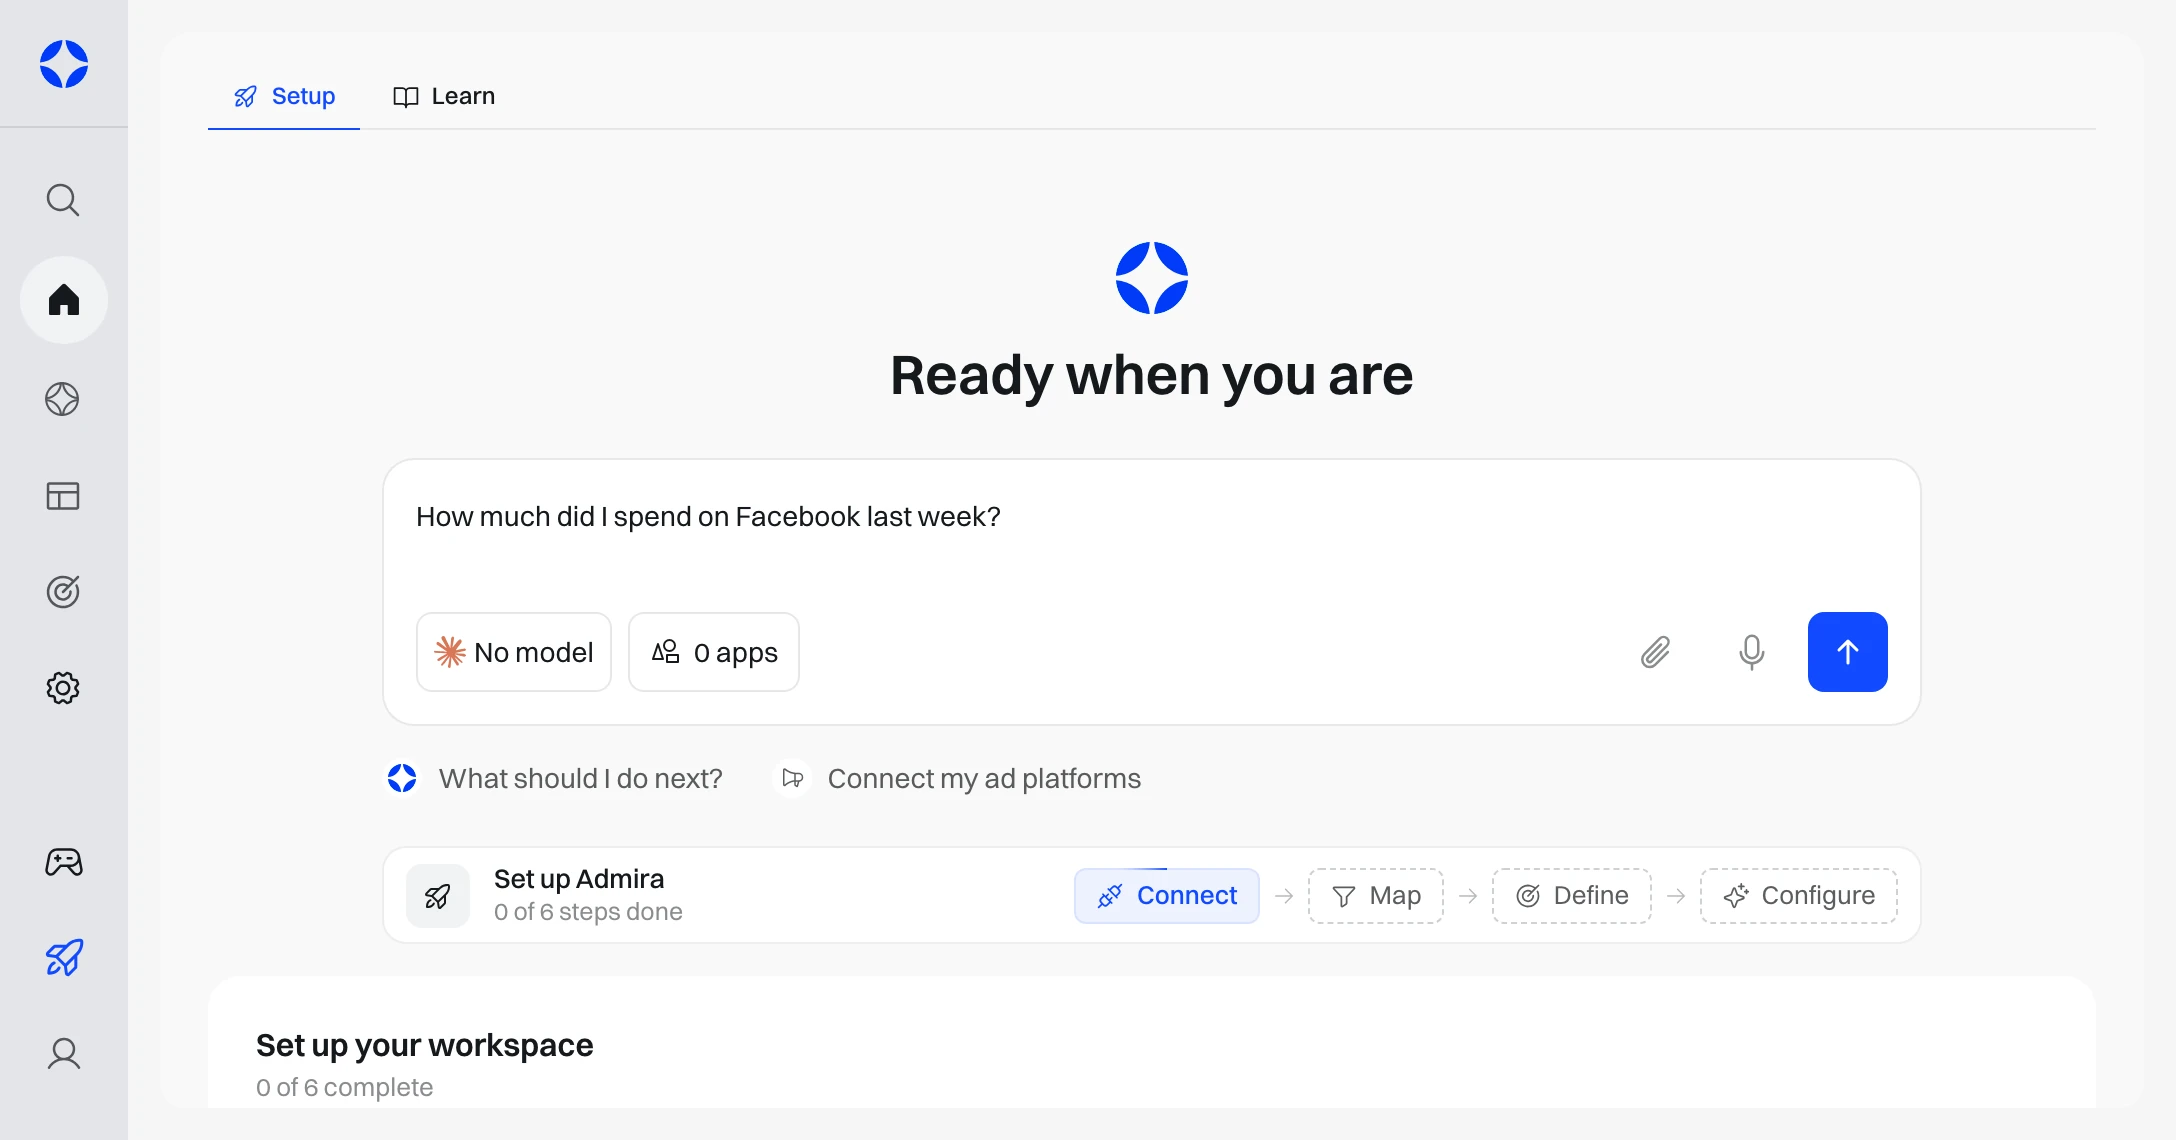 Setup
Learn
Ready when you are
How much did I spend on Facebook last week?
No model
0 apps
What should I do next?
Connect my ad platforms
Set up Admira
0 of 6 steps done
Connect
Map
Define
Configure
Set up your workspace
0 of 6 complete